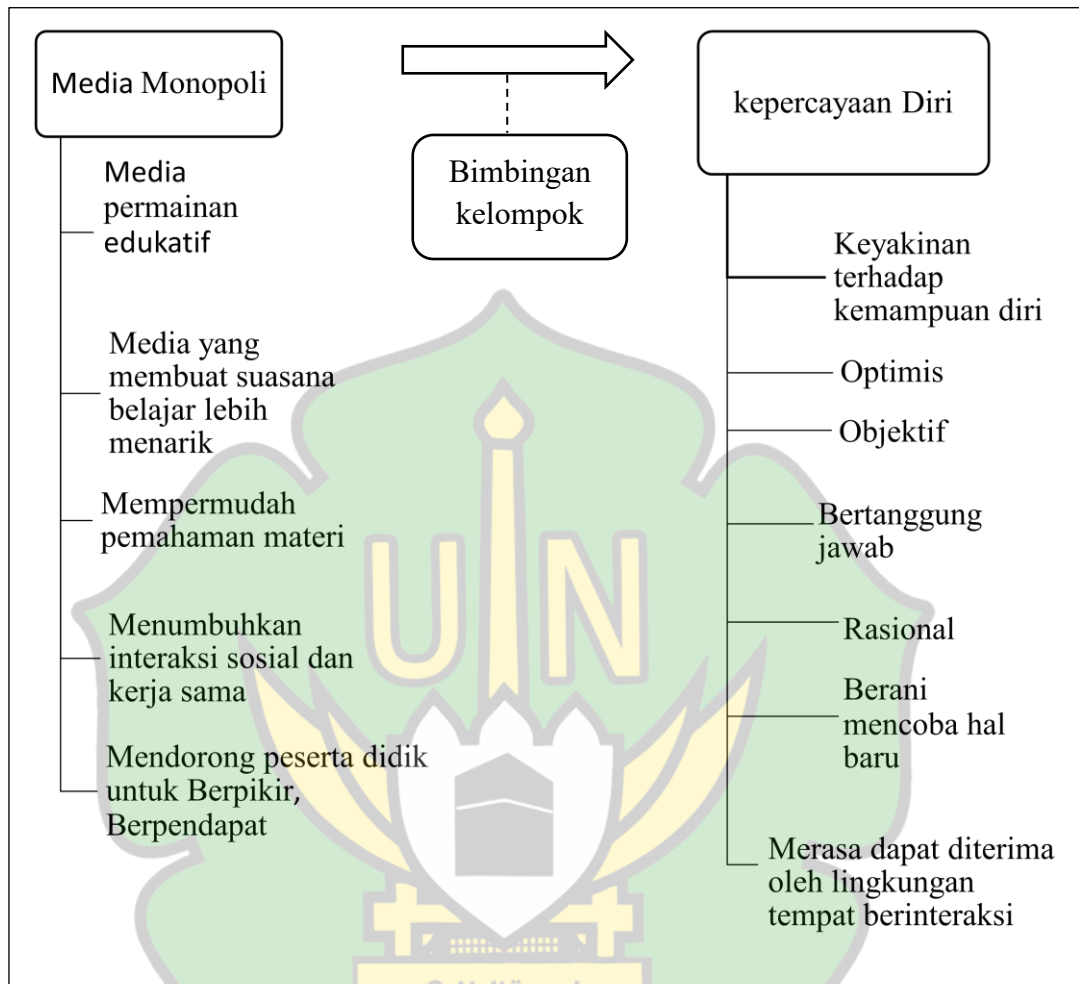 Media Monopoli
Media
permainan
edukatif
Media yang
membuat suasana
belajar lebih
menarik
Mempermudah
pemahaman materi
Menumbuhkan
interaksi sosial dan
kerja sama
Mendorong peserta didik
untuk Berpikir,
Berpendapat
Bimbingan
kelompok
kepercayaan Diri
Keyakinan
terhadap
kemampuan diri
Optimis
Objektif
Bertanggung
jawab
Rasional
Berani
mencoba hal
baru
Merasa dapat diterima
oleh lingkungan
tempat berinteraksi
UIN